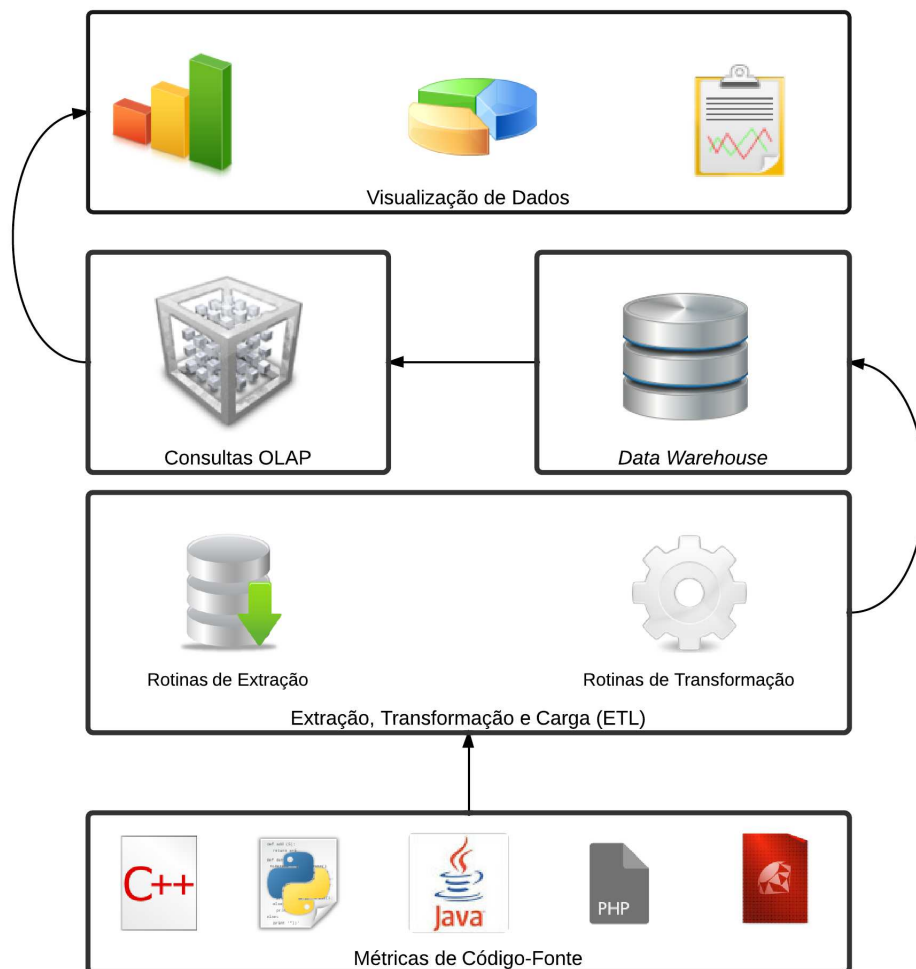 Visualização de Dados
Consultas OLAP
Data Warehouse
Rotinas de Extração
Rotinas de Transformação
Extração, Transformação e Carga (ETL)
C++
Java
PHP
Métricas de Código-Fonte